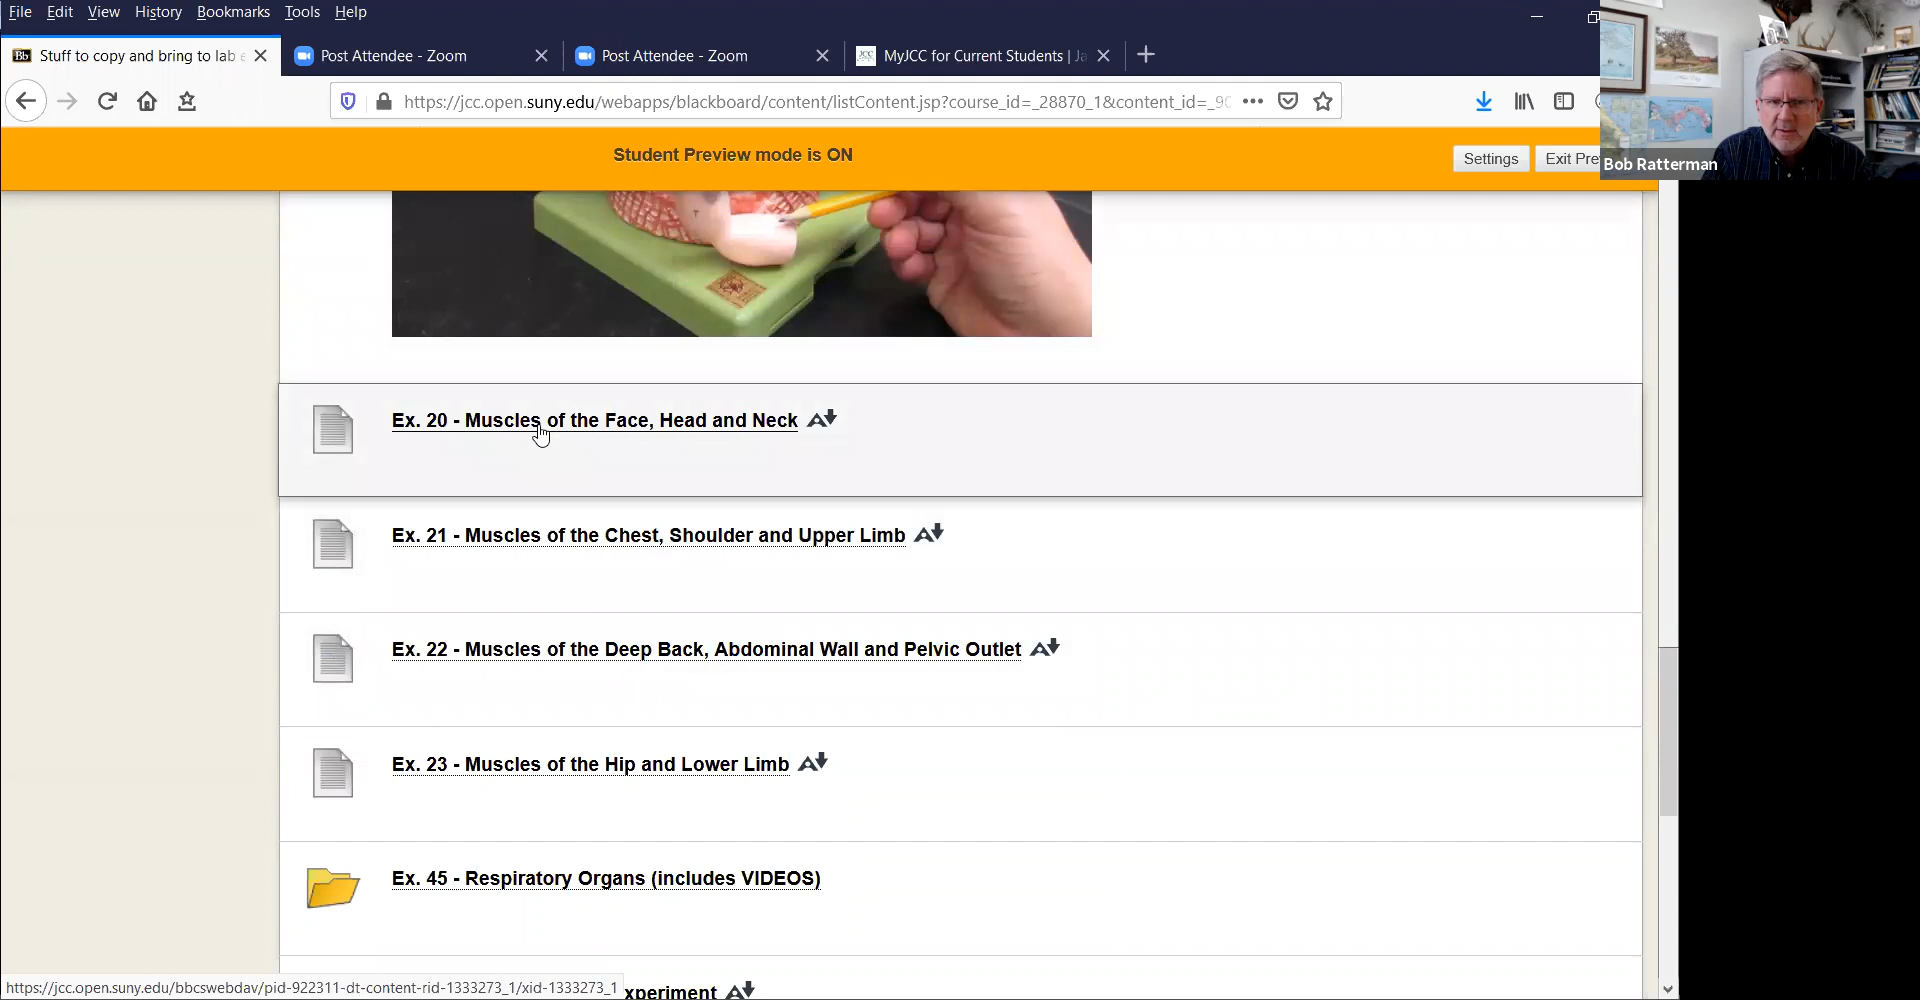 File Edit View History Bookmarks Tools Help
Bb Stuff to copy and bring to lab e
Post Attendee - Zoom
Post Attendee - Zoom
JCC MyJCC for Current Students | Ja
https://jcc.open.suny.edu/webapps/blackboard/content/listContent.jsp?course_id=_28870_1&content_id=_90
Student Preview mode is ON
Settings
Exit Pre
Bob Ratterman
Ex. 20 - Muscles of the Face, Head and Neck
Ex. 21 - Muscles of the Chest, Shoulder and Upper Limb
Ex. 22 - Muscles of the Deep Back, Abdominal Wall and Pelvic Outlet
Ex. 23 - Muscles of the Hip and Lower Limb
Ex. 45 - Respiratory Organs (includes VIDEOS)
xperiment
https://jcc.open.suny.edu/bbcswebdav/pid-922311-dt-content-rid-1333273_1/xid-1333273_1